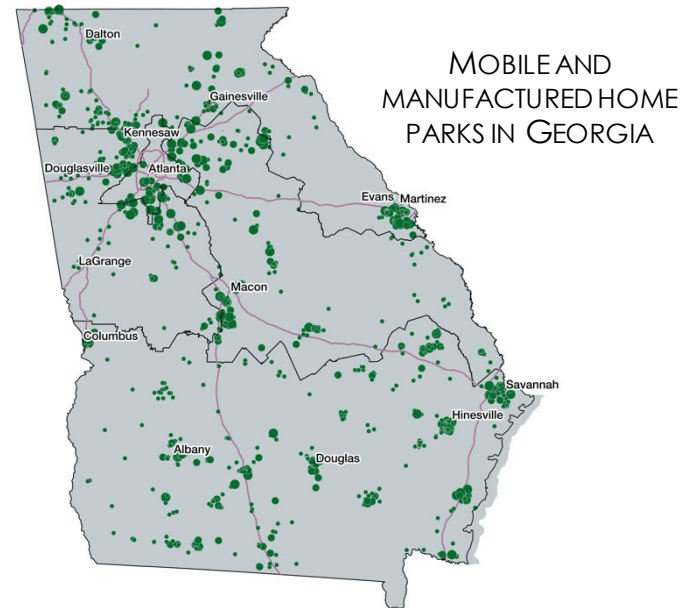 MOBILE AND
MANUFACTURED HOME
PARKS IN GEORGIA
Dalton
Gainesville
Kennesaw
Douglasville
Atlanta
Evans
Martinez
LaGrange
Macon
Columbus
Savannah
Hinesville
Albany
Douglas